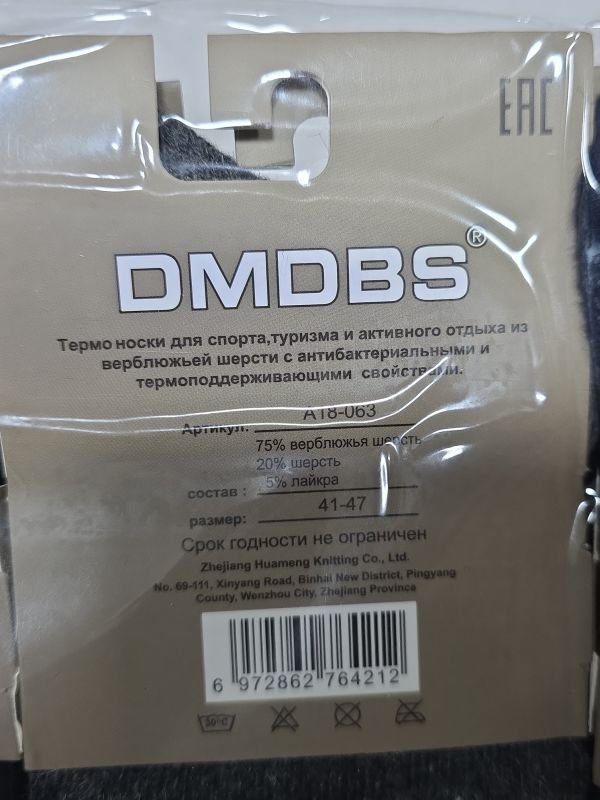 EAC
DMDBS®
Термо носки для спорта,туризма и активного отдыха из
верблюжьей шерсти с антибактериальными и
термоподдерживающими свойствами.
Артикул: A18-063
75% верблюжья шерсть
20% шерсть
состав : 5% лайкра
размер: 41-47
Срок годности не ограничен
Zhejiang Huameng Knitting Co., Ltd.
No. 69-111, Xinyang Road, Binhai New District, Pingyang
County, Wenzhou City, Zhejiang Province
6 972862 764212
30°C